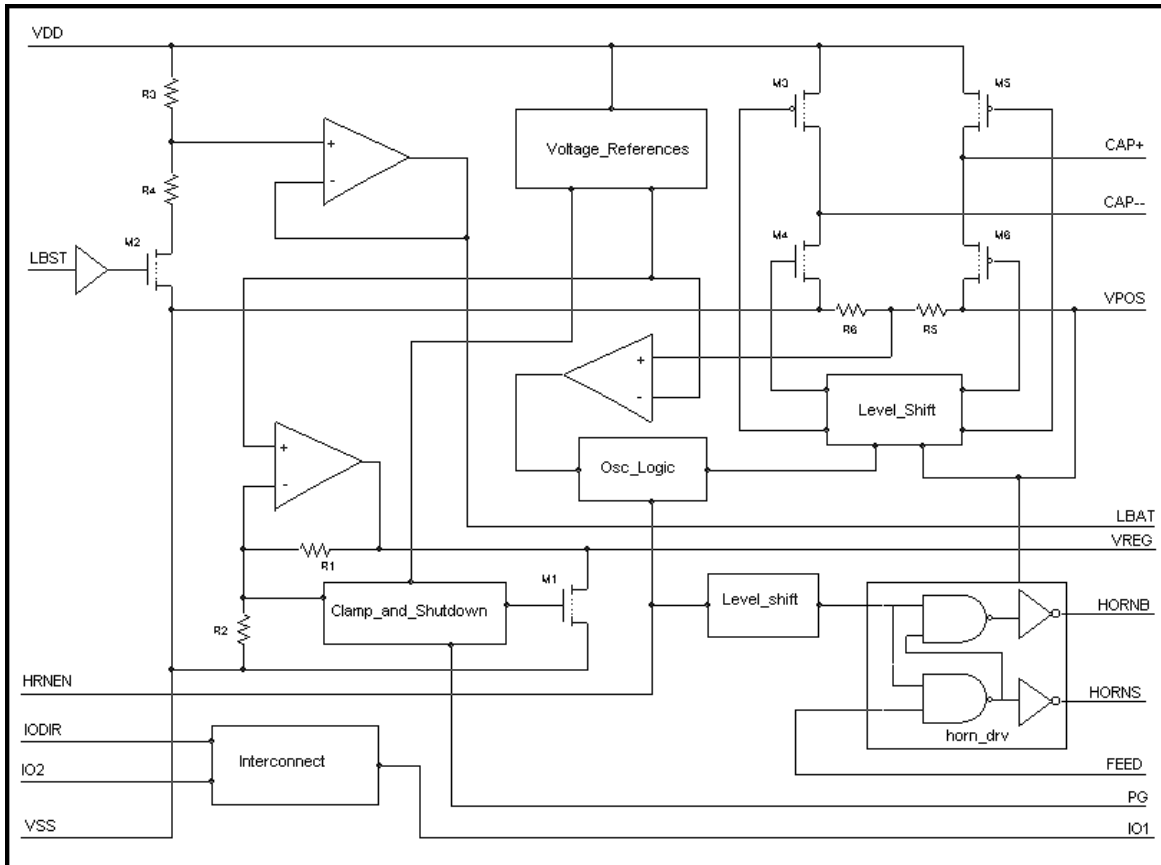 VDD
M3
M5
R3
+
-
Voltage_References
CAP+
R4
CAP--
M2
M4
M6
LBST
VPOS
R6
R5
+
-
Level_Shift
+
-
Osc_Logic
LBAT
VREG
R1
M1
Clamp_and_Shutdown
Level_shift
HORNB
R2
HRNEN
HORNS
IODIR
horn_drv
Interconnect
FEED
IO2
PG
VSS
IO1